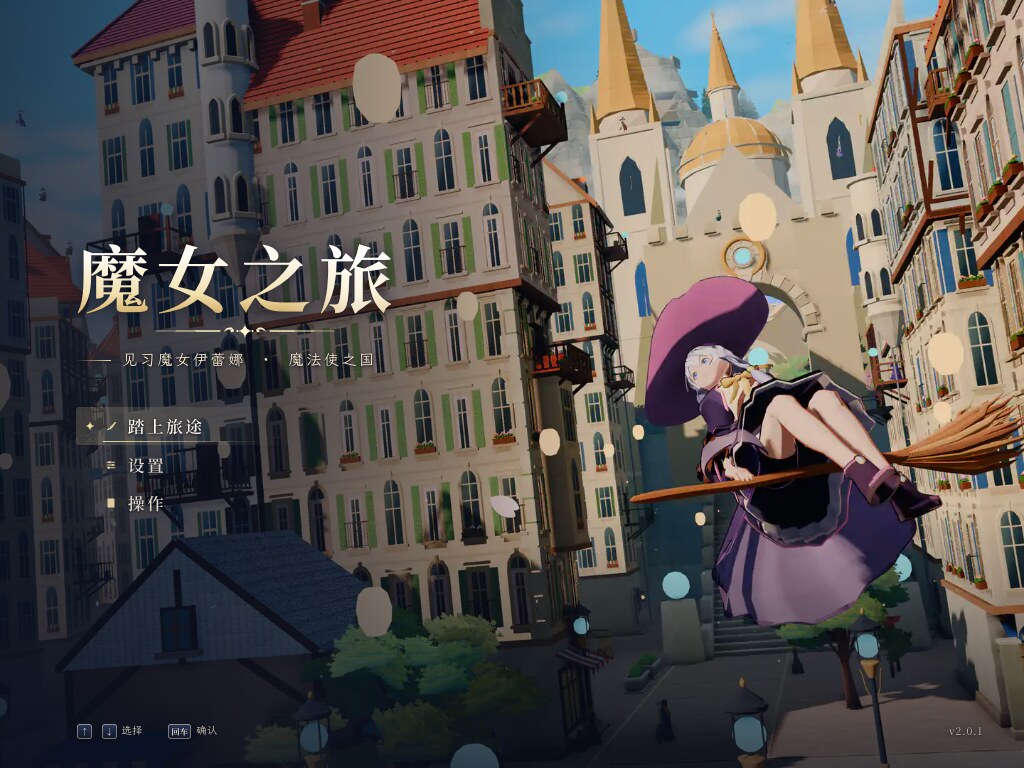 魔女之旅
见习魔女伊蕾娜 · 魔法使之国
踏上旅途
设置
操作
↑ ↓ 选择 回车 确认
v2.0.1